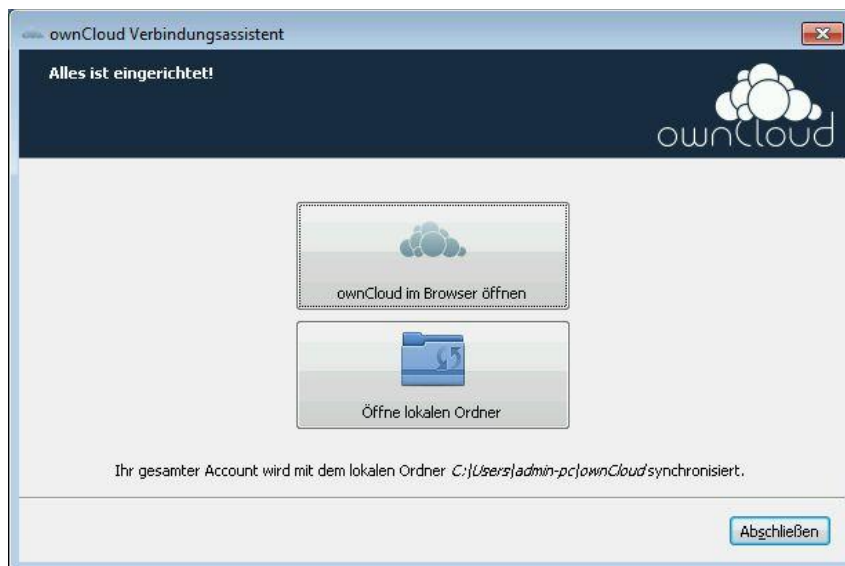 ownCloud Verbindungsassistent
Alles ist eingerichtet!
ownCloud
ownCloud im Browser öffnen
Öffne lokalen Ordner
Ihr gesamter Account wird mit dem lokalen Ordner C:\Users\admin-pc\ownCloud synchronisiert.
Abschließen